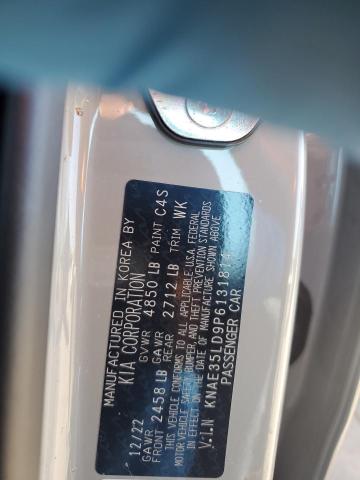 MANUFACTURED IN KOREA BY
KIA CORPORATION
12/22 GVWR 4850 LB PAINT C4S
GAWR FRONT 2458 LB GAWR REAR 2712 LB TRIM WK
THIS VEHICLE CONFORMS TO ALL APPLICABLE U.S.A. FEDERAL
MOTOR VEHICLE SAFETY, BUMPER, AND THEFT PREVENTION STANDARDS
IN EFFECT ON THE DATE OF MANUFACTURE SHOWN ABOVE.
V.I.N KNAE35LD9P6131814
PASSENGER CAR